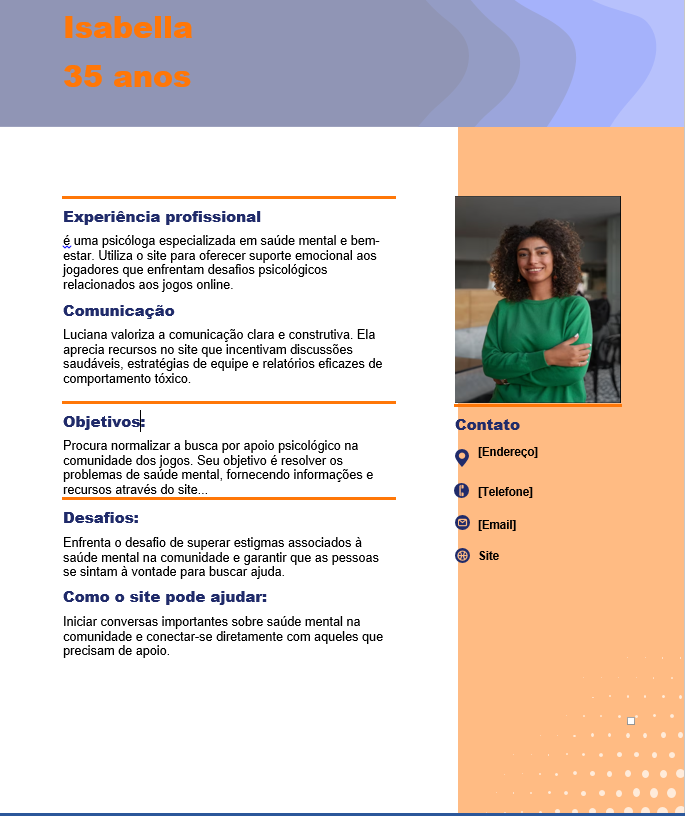 Isabella
35 anos
Experiência profissional
é uma psicóloga especializada em saúde mental e bem-
estar. Utiliza o site para oferecer suporte emocional aos
jogadores que enfrentam desafios psicológicos
relacionados aos jogos online.
Comunicação
Luciana valoriza a comunicação clara e construtiva. Ela
aprecia recursos no site que incentivam discussões
saudáveis, estratégias de equipe e relatórios eficazes de
comportamento tóxico.
Objetivos:
Procura normalizar a busca por apoio psicológico na
comunidade dos jogos. Seu objetivo é resolver os
problemas de saúde mental, fornecendo informações e
recursos através do site...
Desafios:
Enfrenta o desafio de superar estigmas associados à
saúde mental na comunidade e garantir que as pessoas
se sintam à vontade para buscar ajuda.
Como o site pode ajudar:
Iniciar conversas importantes sobre saúde mental na
comunidade e conectar-se diretamente com aqueles que
precisam de apoio.
Contato
[Endereço]
[Telefone]
[Email]
Site